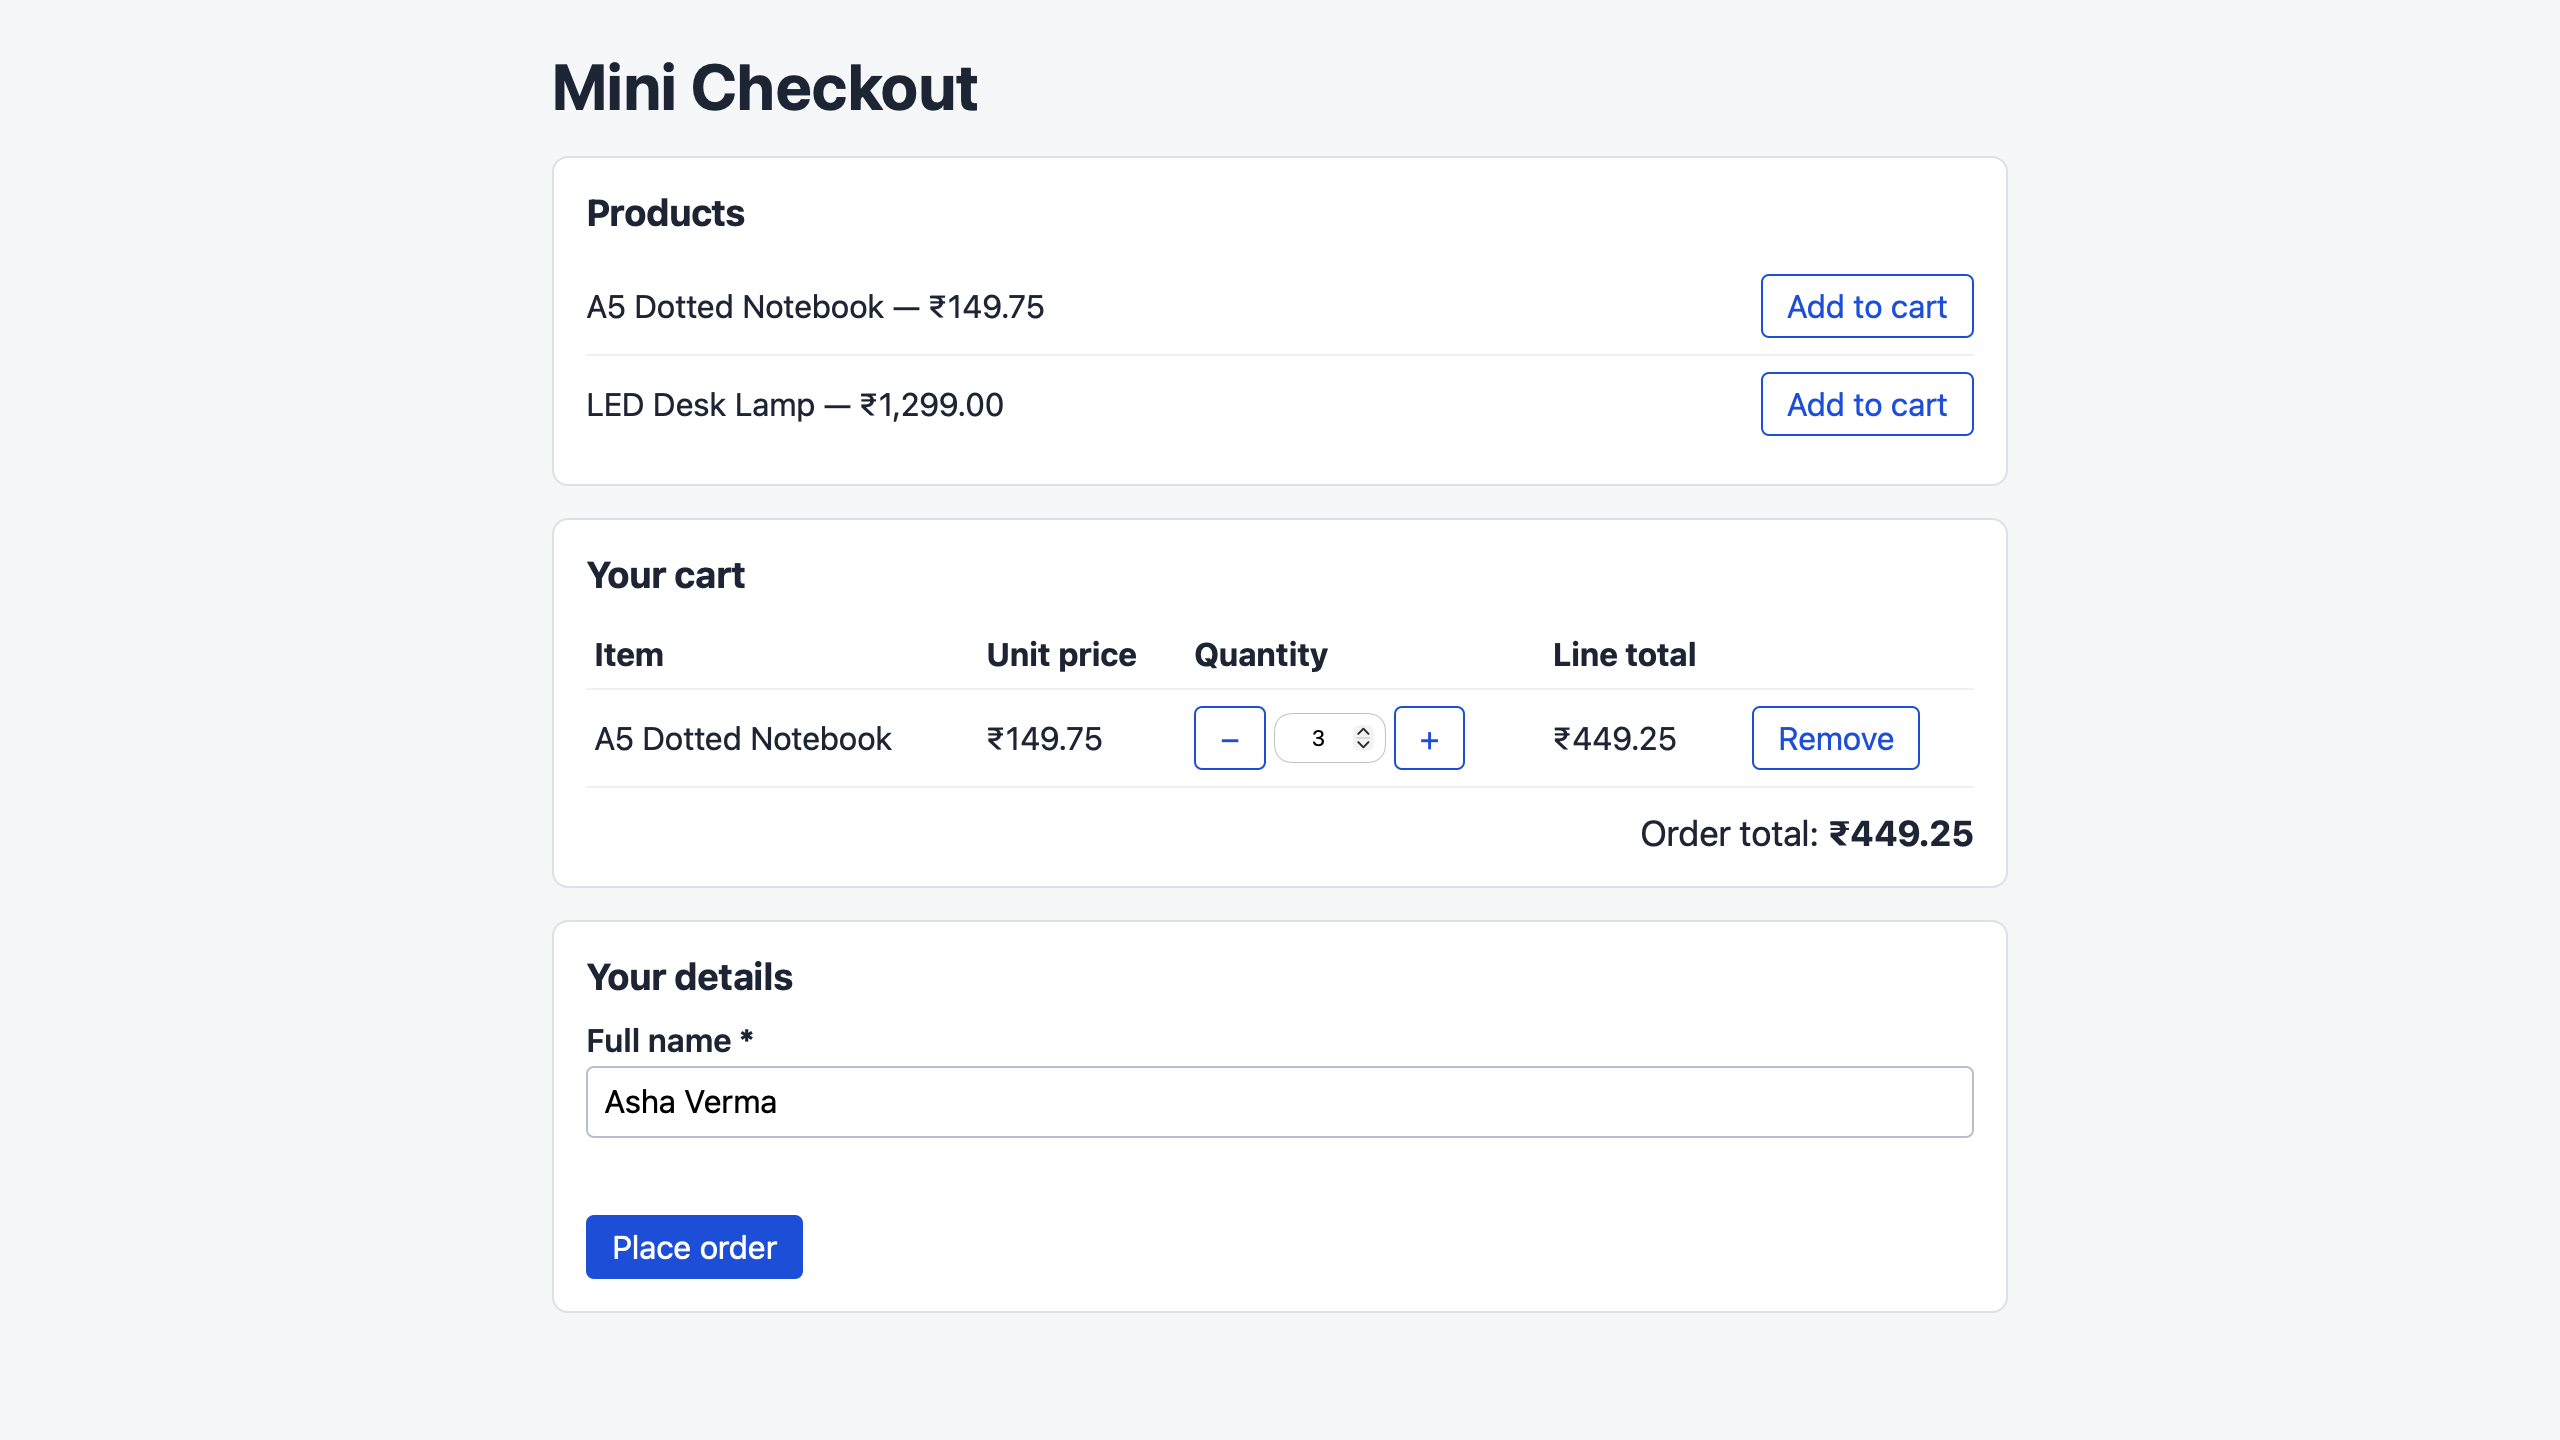 Mini Checkout
Products
A5 Dotted Notebook — ₹149.75 Add to cart
LED Desk Lamp — ₹1,299.00 Add to cart
Your cart
Item Unit price Quantity Line total
A5 Dotted Notebook ₹149.75 − 3 + ₹449.25 Remove
Order total: ₹449.25
Your details
Full name *
Asha Verma
Place order